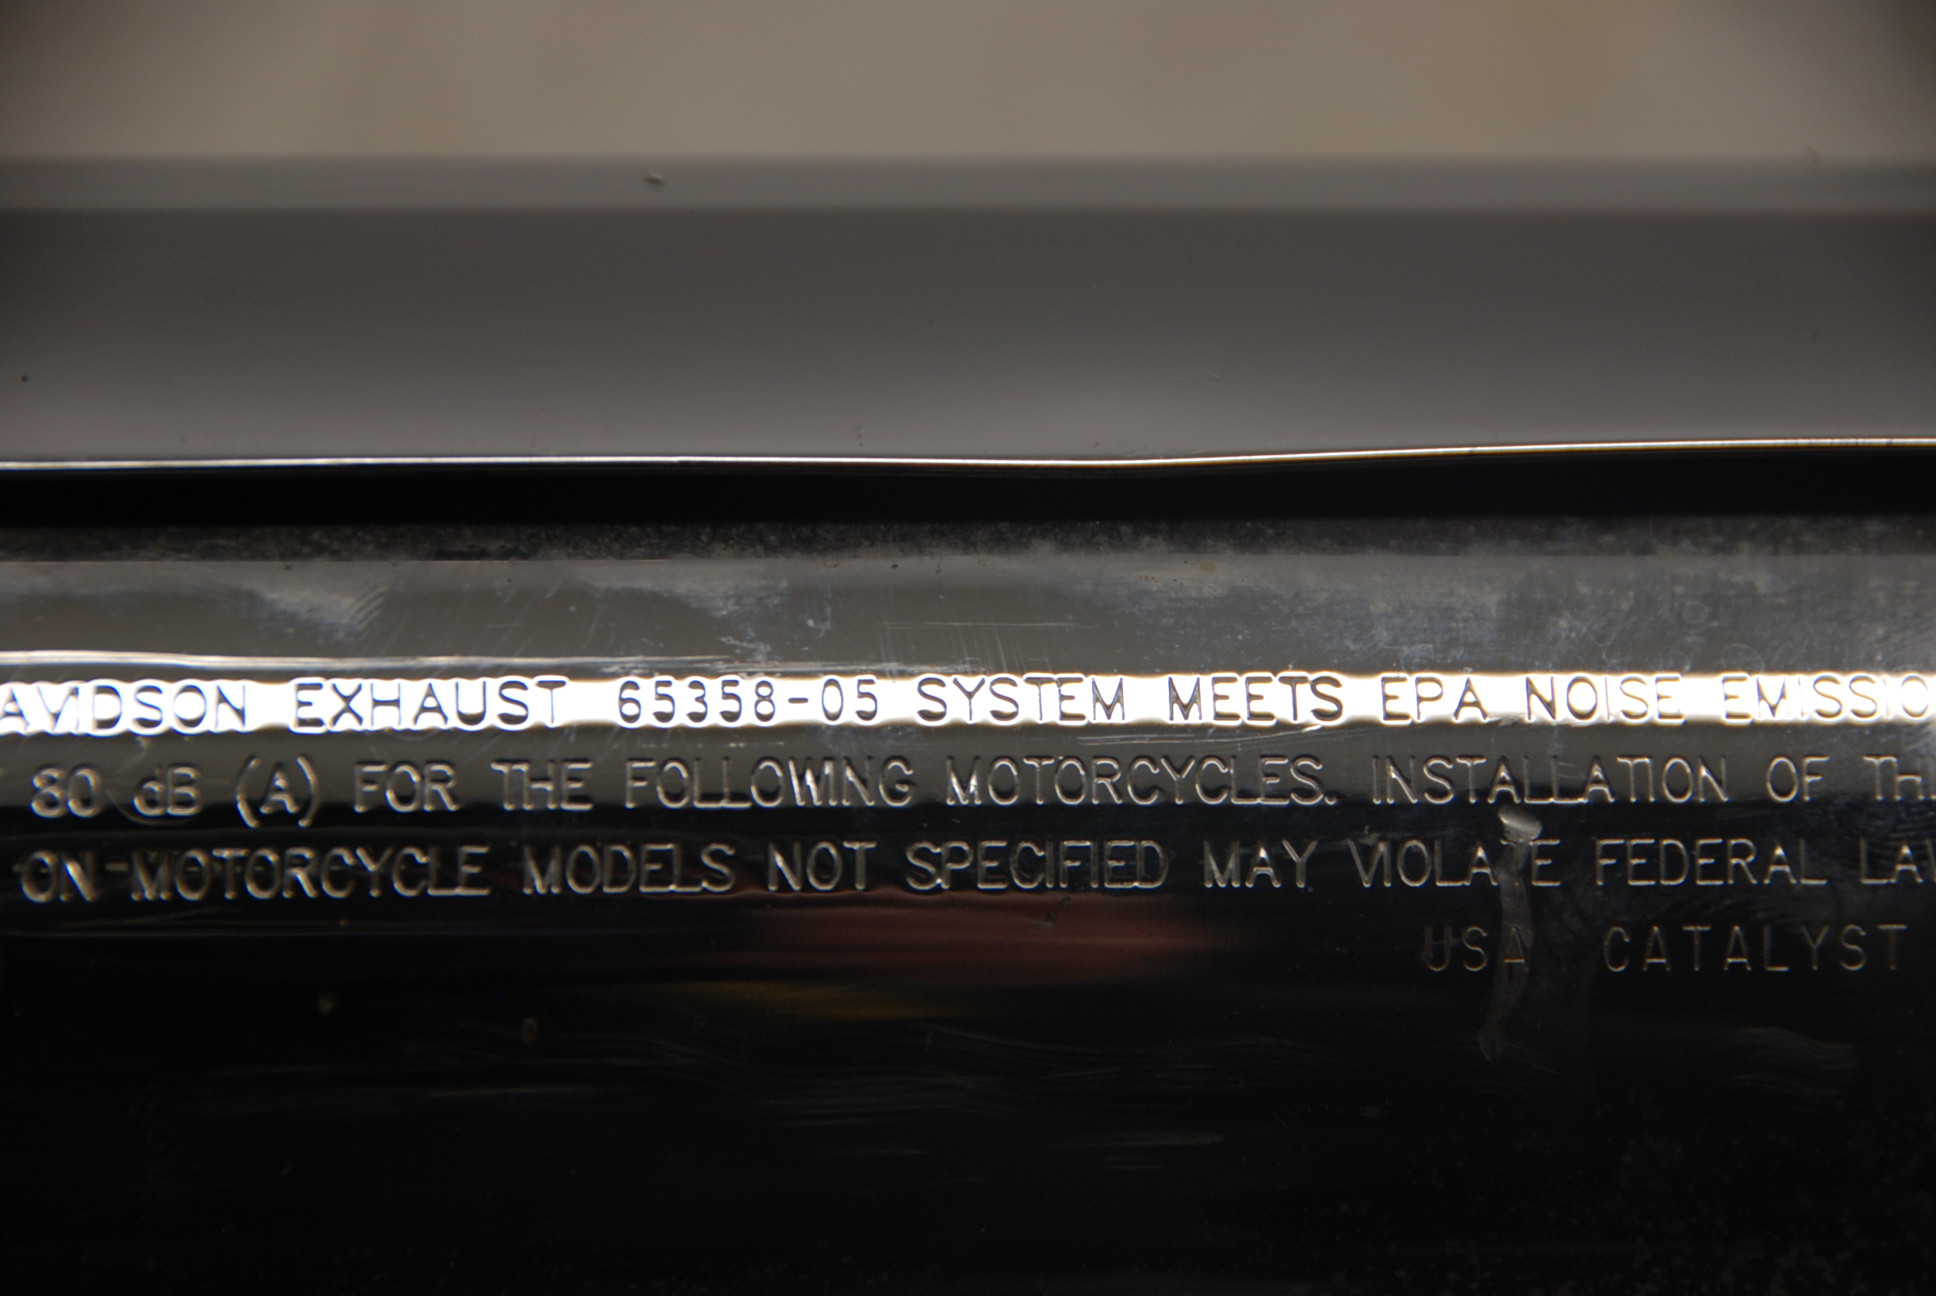 AVIDSON EXHAUST 65358-05 SYSTEM MEETS EPA NOISE EMISSIO
80 dB (A) FOR THE FOLLOWING MOTORCYCLES. INSTALLATION OF TH
ON MOTORCYCLE MODELS NOT SPECIFIED MAY VIOLATE FEDERAL LAW
USA CATALYST